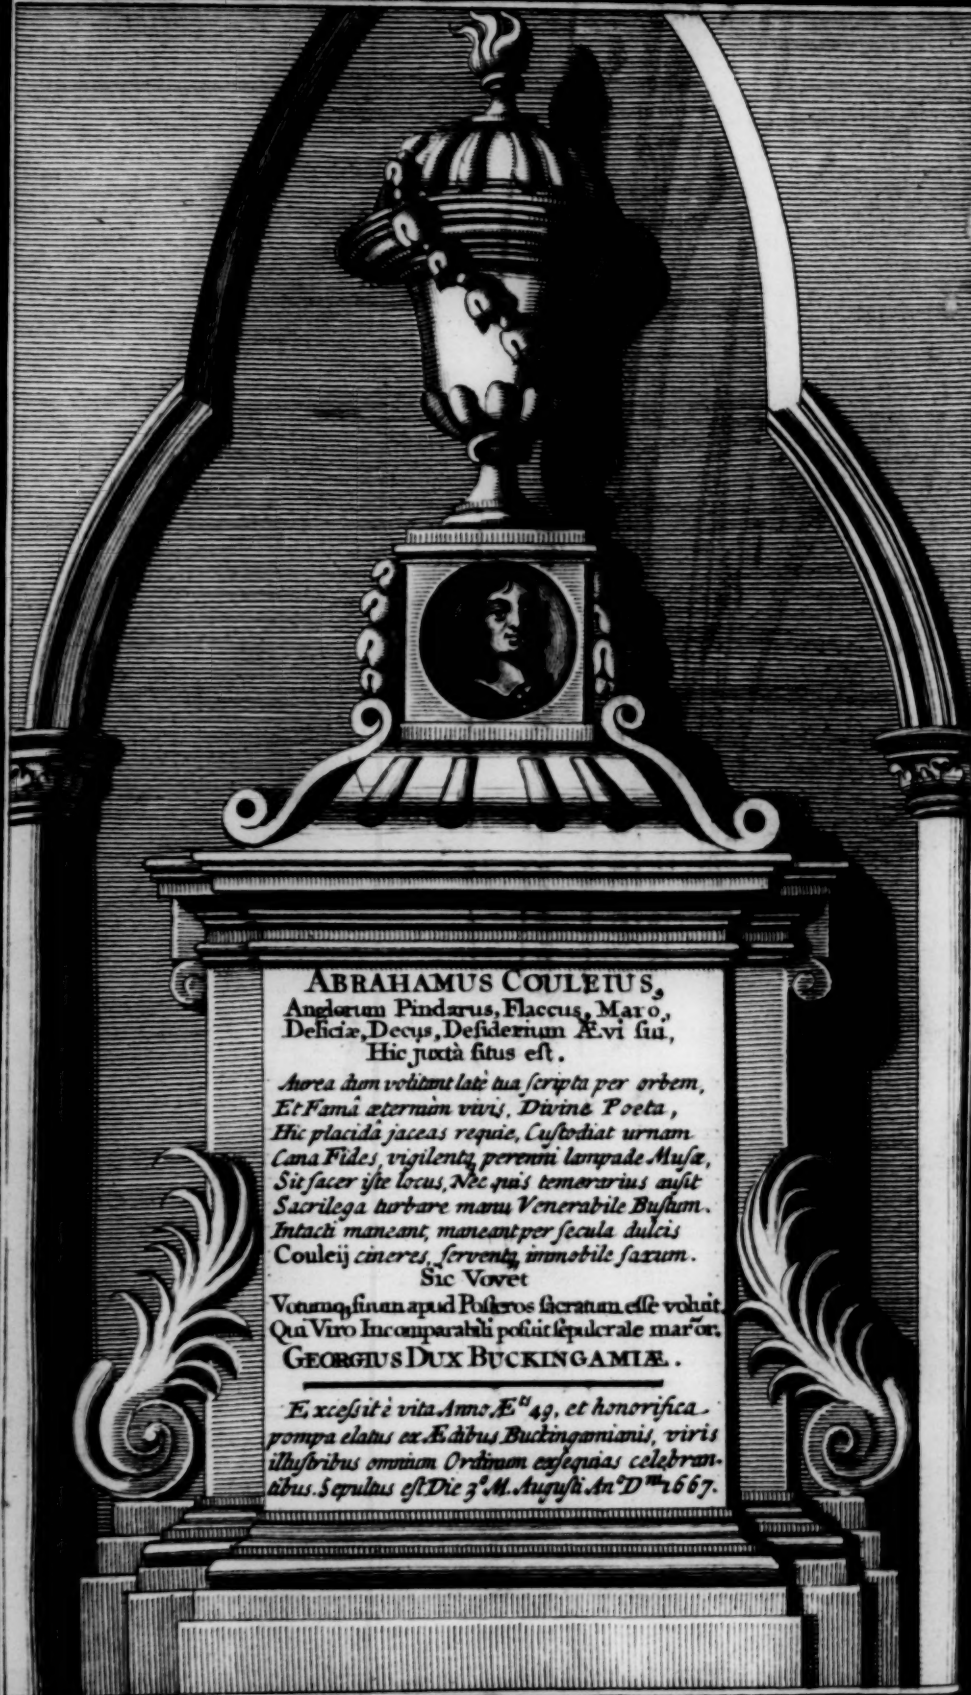 ABRAHAMUS COULEIUS,
Anglorum Pindarus, Flaccus, Maro,
Deliciæ, Decus, Desiderium Ævi sui,
Hic juxtà situs est.
Aurea dum volitant latè tua scripta per orbem,
Et Famâ æternùm vivis, Divine Poeta,
Hic placidâ jaceas requie, Custodiat urnam
Cana Fides, vigilentq perenni lampade Musæ,
Sit sacer iste locus, Nec quis temerarius ausit
Sacrilega turbare manu Venerabile Bustum.
Intacti maneant, maneant per secula dulcis
Couleij cineres, serventq immobile saxum.
Sic Vovet
Votumq suum apud Posteros sacratum esse voluit,
Qui Viro Incomparabili posuit sepulcrale marmor.
GEORGIUS DUX BUCKINGAMIÆ.
Excessit è vita Anno Æ^tis 49, et honorifica
pompa elatus ex Ædibus Buckingamianis, viris
illustribus omnium Ordinum exsequias celebran-
tibus. Sepultus est Die 3° M. Augusti An° D^ni 1667.